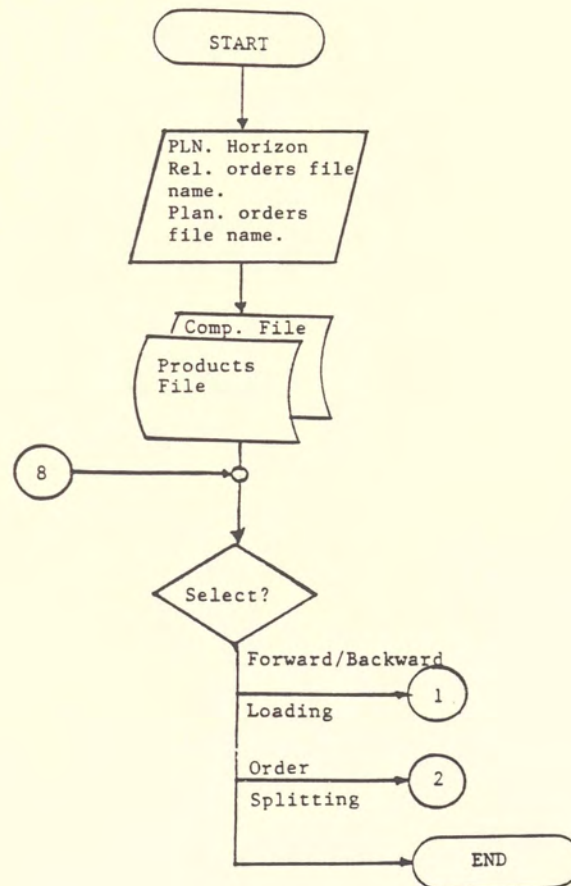 START
PLN. Horizon
Rel. orders file
name.
Plan. orders
file name.
Comp. File
Products
File
8
Select?
Forward/Backward
1
Loading
Order
2
Splitting
END